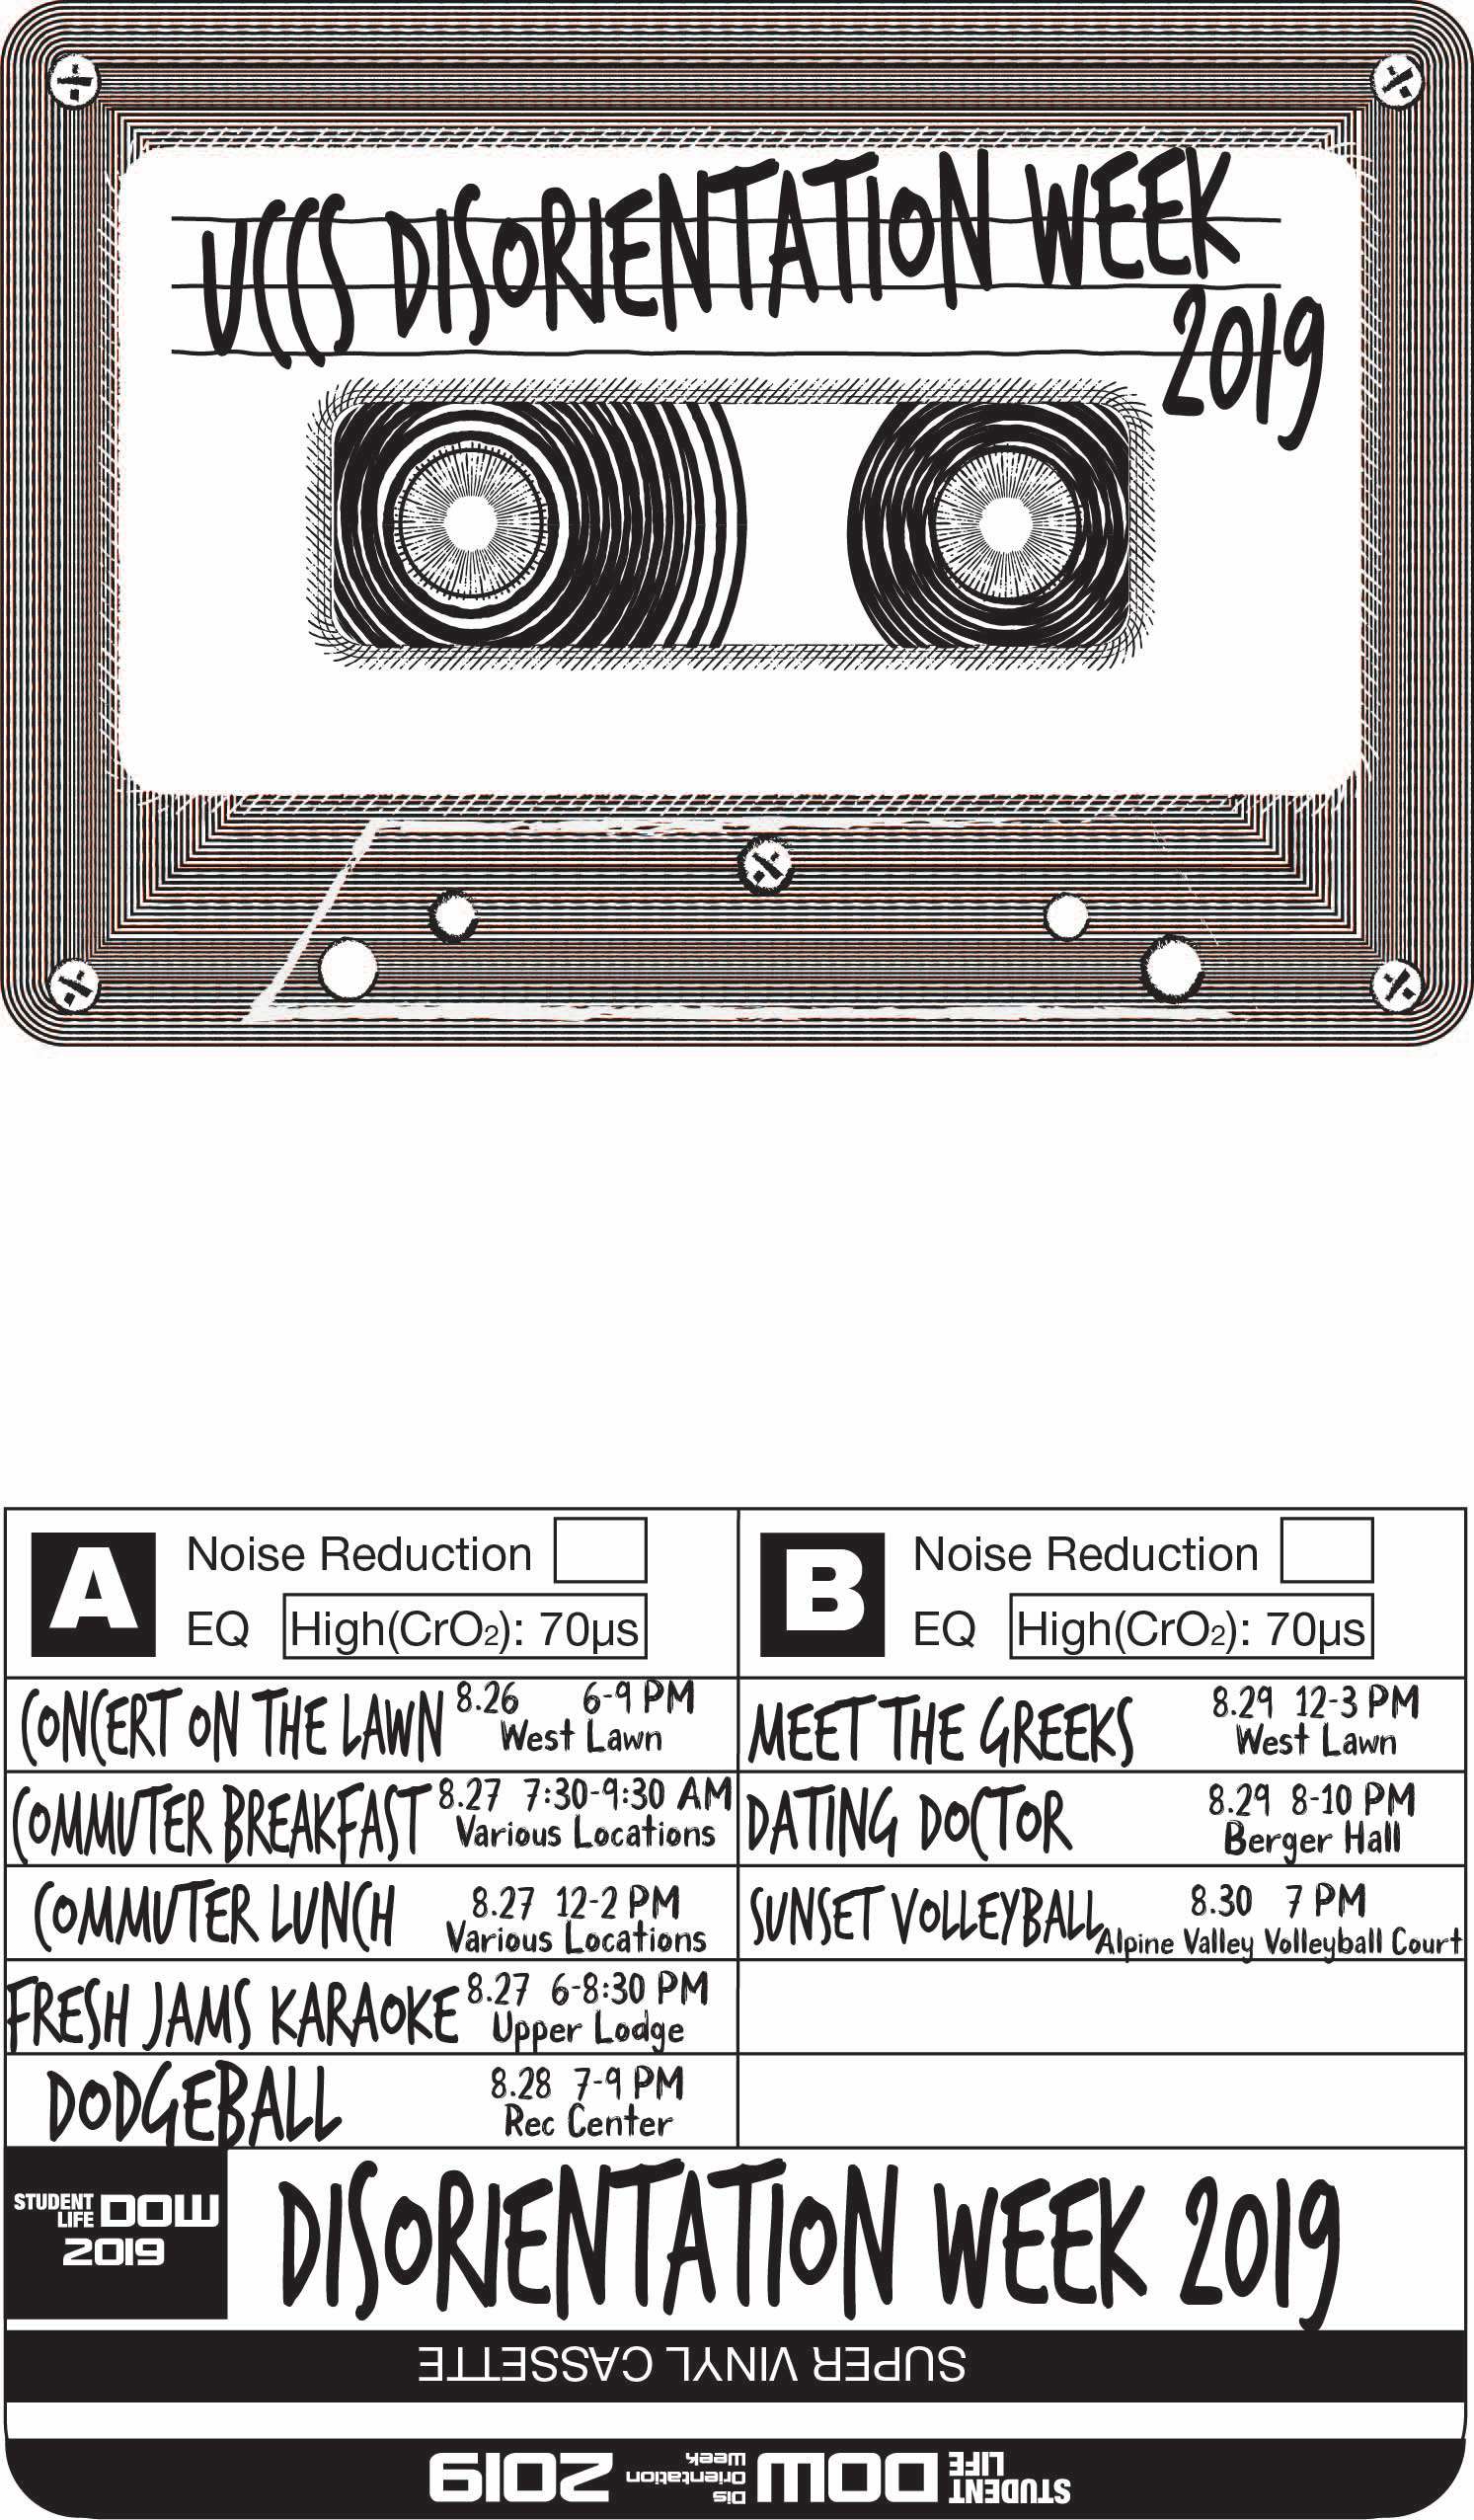 UCCS DISORIENTATION WEEK
2019
A Noise Reduction
EQ High(CrO₂): 70µs
CONCERT ON THE LAWN 8.26 6-9 PM
West Lawn
COMMUTER BREAKFAST 8.27 7:30-9:30 AM
Various Locations
COMMUTER LUNCH 8.27 12-2 PM
Various Locations
FRESH JAMS KARAOKE 8.27 6-8:30 PM
Upper Lodge
DODGEBALL 8.28 7-9 PM
Rec Center
B Noise Reduction
EQ High(CrO₂): 70µs
MEET THE GREEKS 8.29 12-3 PM
West Lawn
DATING DOCTOR 8.29 8-10 PM
Berger Hall
SUNSET VOLLEYBALL 8.30 7 PM
Alpine Valley Volleyball Court
STUDENT
LIFE DOW
2019
DISORIENTATION WEEK 2019
SUPER VINYL CASSETTE
STUDENT
LIFE
DOW
Dis
Orientation
Week
2019